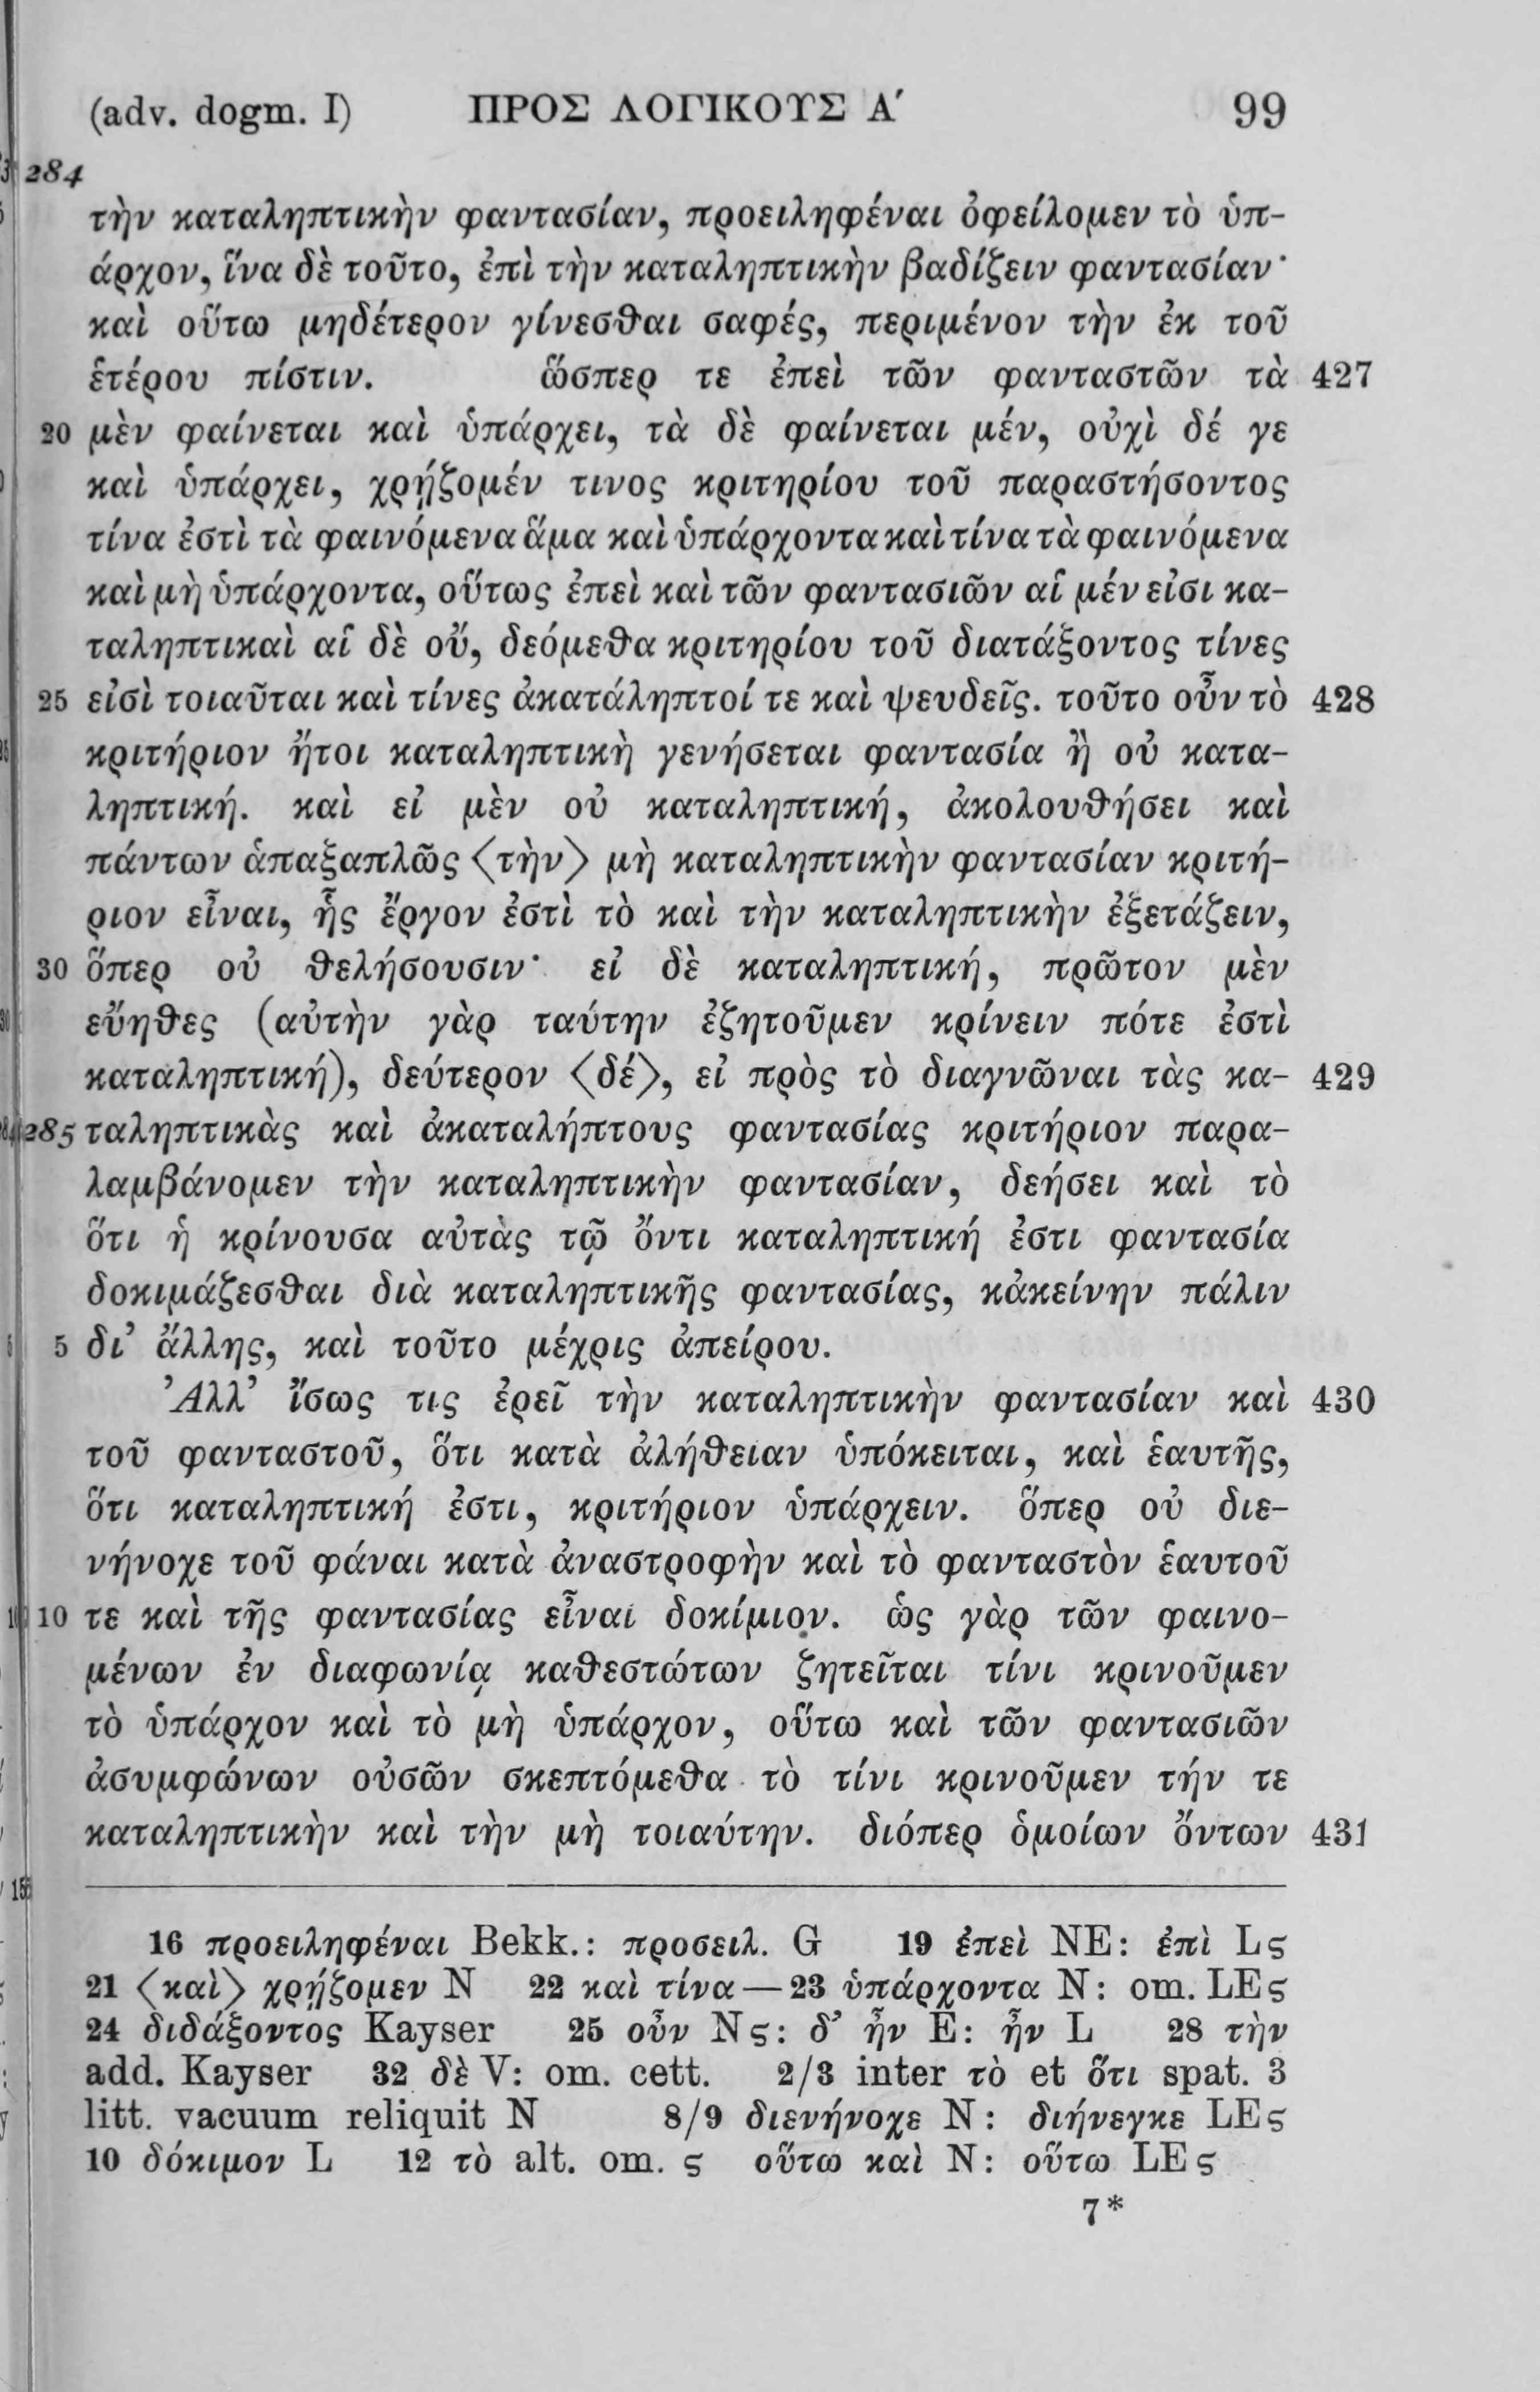 (adv. dogm. I) ΠΡΟΣ ΛΟΓΙΚΟΥΣ Α΄ 99
284
τὴν καταληπτικὴν φαντασίαν, προειληφέναι ὀφείλομεν τὸ ὑπ-
άρχον, ἵνα δὲ τοῦτο, ἐπὶ τὴν καταληπτικὴν βαδίζειν φαντασίαν·
καὶ οὕτω μηδέτερον γίνεσθαι σαφές, περιμένον τὴν ἐκ τοῦ
ἑτέρου πίστιν. ὥσπερ τε ἐπεὶ τῶν φανταστῶν τὰ 427
20 μὲν φαίνεται καὶ ὑπάρχει, τὰ δὲ φαίνεται μέν, οὐχὶ δέ γε
καὶ ὑπάρχει, χρῄζομέν τινος κριτηρίου τοῦ παραστήσοντος
τίνα ἐστὶ τὰ φαινόμενα ἅμα καὶ ὑπάρχοντα καὶ τίνα τὰ φαινόμενα
καὶ μὴ ὑπάρχοντα, οὕτως ἐπεὶ καὶ τῶν φαντασιῶν αἳ μέν εἰσι κα-
ταληπτικαὶ αἳ δὲ οὔ, δεόμεθα κριτηρίου τοῦ διατάξοντος τίνες
25 εἰσὶ τοιαῦται καὶ τίνες ἀκατάληπτοί τε καὶ ψευδεῖς. τοῦτο οὖν τὸ 428
κριτήριον ἤτοι καταληπτικὴ γενήσεται φαντασία ἢ οὐ κατα-
ληπτική. καὶ εἰ μὲν οὐ καταληπτική, ἀκολουθήσει καὶ
πάντων ἁπαξαπλῶς ⟨τὴν⟩ μὴ καταληπτικὴν φαντασίαν κριτή-
ριον εἶναι, ἧς ἔργον ἐστὶ τὸ καὶ τὴν καταληπτικὴν ἐξετάζειν,
30 ὅπερ οὐ θελήσουσιν· εἰ δὲ καταληπτική, πρῶτον μὲν
εὔηθες (αὐτὴν γὰρ ταύτην ἐζητοῦμεν κρίνειν πότε ἐστὶ
καταληπτική), δεύτερον ⟨δέ⟩, εἰ πρὸς τὸ διαγνῶναι τὰς κα- 429
285 ταληπτικὰς καὶ ἀκαταλήπτους φαντασίας κριτήριον παρα-
λαμβάνομεν τὴν καταληπτικὴν φαντασίαν, δεήσει καὶ τὸ
ὅτι ἡ κρίνουσα αὐτὰς τῷ ὄντι καταληπτική ἐστι φαντασία
δοκιμάζεσθαι διὰ καταληπτικῆς φαντασίας, κἀκείνην πάλιν
5 δι᾽ ἄλλης, καὶ τοῦτο μέχρις ἀπείρου.
Ἀλλ᾽ ἴσως τις ἐρεῖ τὴν καταληπτικὴν φαντασίαν καὶ 430
τοῦ φανταστοῦ, ὅτι κατὰ ἀλήθειαν ὑπόκειται, καὶ ἑαυτῆς,
ὅτι καταληπτική ἐστι, κριτήριον ὑπάρχειν. ὅπερ οὐ διε-
νήνοχε τοῦ φάναι κατὰ ἀναστροφὴν καὶ τὸ φανταστὸν ἑαυτοῦ
10 τε καὶ τῆς φαντασίας εἶναι δοκίμιον. ὡς γὰρ τῶν φαινο-
μένων ἐν διαφωνίᾳ καθεστώτων ζητεῖται τίνι κρινοῦμεν
τὸ ὑπάρχον καὶ τὸ μὴ ὑπάρχον, οὕτω καὶ τῶν φαντασιῶν
ἀσυμφώνων οὐσῶν σκεπτόμεθα τὸ τίνι κρινοῦμεν τήν τε
καταληπτικὴν καὶ τὴν μὴ τοιαύτην. διόπερ ὁμοίων ὄντων 431
16 προειληφέναι Bekk.: προσειλ. G 19 ἐπεὶ NE: ἐπὶ Lς
21 ⟨καὶ⟩ χρῄζομεν N 22 καὶ τίνα—23 ὑπάρχοντα N: om. LEς
24 διδάξοντος Kayser 25 οὖν Nς: δ᾽ ἦν E: ἦν L 28 τὴν
add. Kayser 32 δὲ V: om. cett. 2/3 inter τὸ et ὅτι spat. 3
litt. vacuum reliquit N 8/9 διενήνοχε N: διήνεγκε LEς
10 δόκιμον L 12 τὸ alt. om. ς οὕτω καὶ N: οὕτω LEς
7*